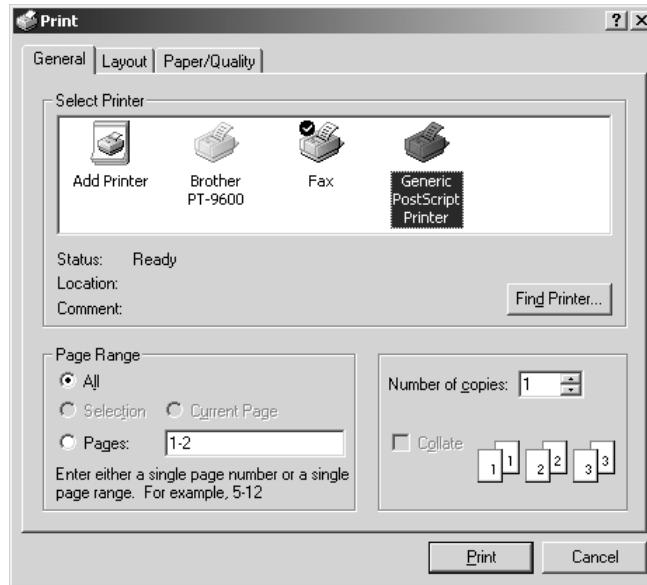 Print
General Layout Paper/Quality
Select Printer
Add Printer Brother PT-9600 Fax Generic PostScript Printer
Status: Ready
Location:
Comment:
Find Printer...
Page Range
All
Selection Current Page
Pages: 1-2
Enter either a single page number or a single
page range. For example, 5-12
Number of copies: 1
Collate
1 1 2 2 3 3
Print Cancel